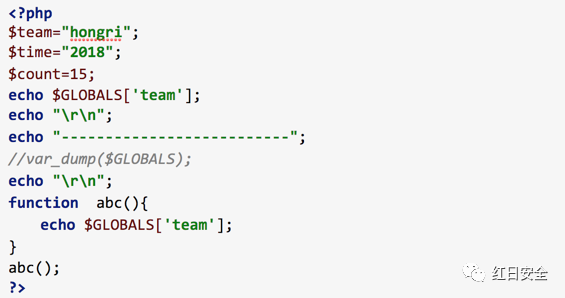 <?php
$team="hongri";
$time="2018";
$count=15;
echo $GLOBALS['team'];
echo "\r\n";
echo "--------------------------";
//var_dump($GLOBALS);
echo "\r\n";
function  abc(){
    echo $GLOBALS['team'];
}
abc();
?>
红日安全